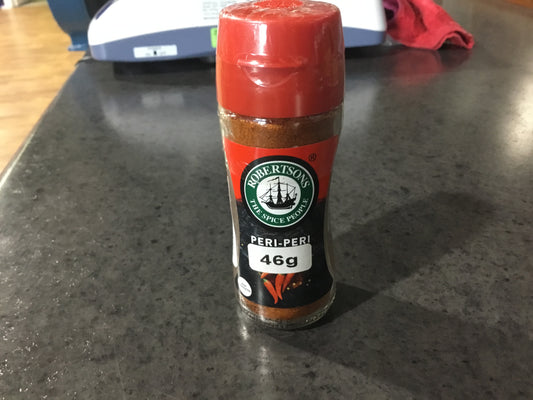 ROBERTSONS
®
THE SPICE PEOPLE
PERI-PERI
46g